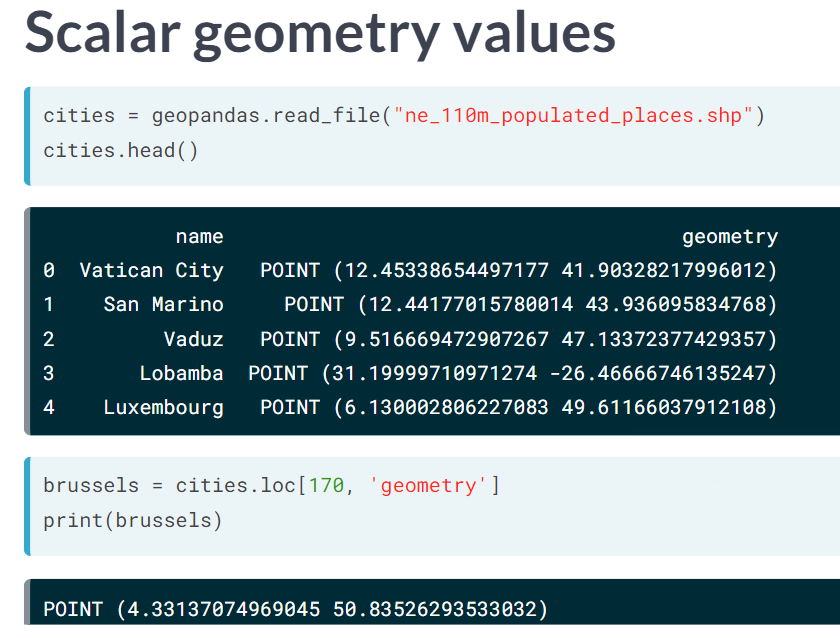 Scalar geometry values
cities = geopandas.read_file("ne_110m_populated_places.shp")
cities.head()
name geometry
0 Vatican City POINT (12.45338654497177 41.90328217996012)
1 San Marino POINT (12.44177015780014 43.936095834768)
2 Vaduz POINT (9.516669472907267 47.13372377429357)
3 Lobamba POINT (31.19999710971274 -26.46666746135247)
4 Luxembourg POINT (6.130002806227083 49.61166037912108)
brussels = cities.loc[170, 'geometry']
print(brussels)
POINT (4.33137074969045 50.83526293533032)